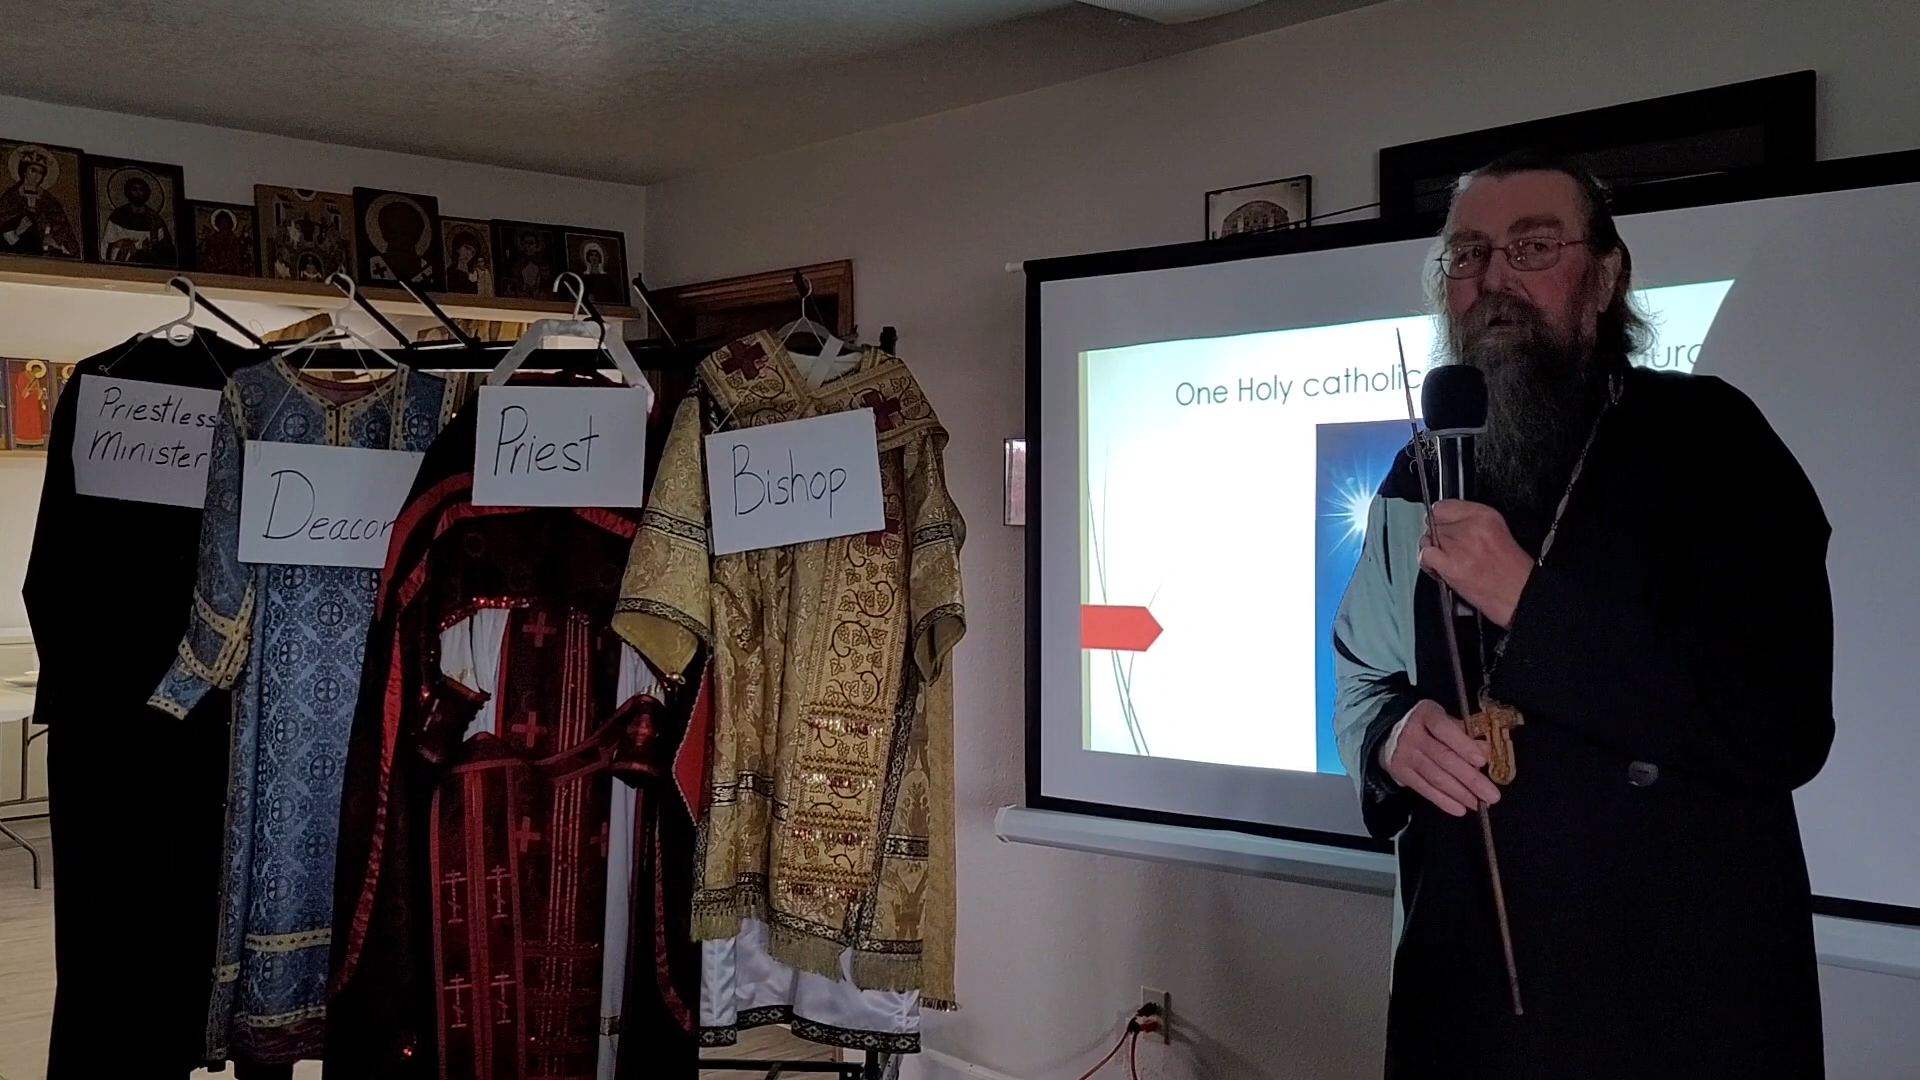 Priestless
Minister
Deacon
Priest
Bishop
One Holy catholic